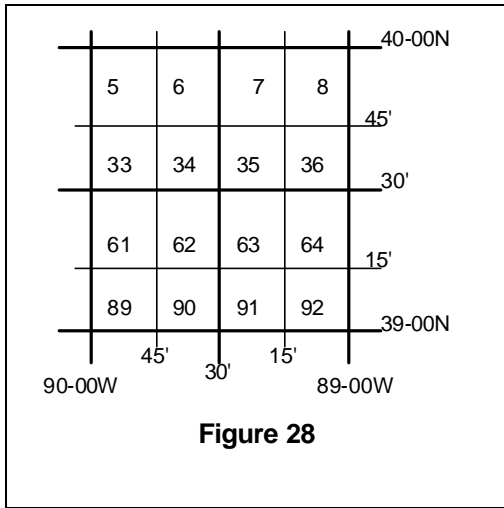 40-00N
5 6 7 8
45'
33 34 35 36
30'
61 62 63 64
15'
89 90 91 92
39-00N
45' 30' 15'
90-00W 89-00W
Figure 28